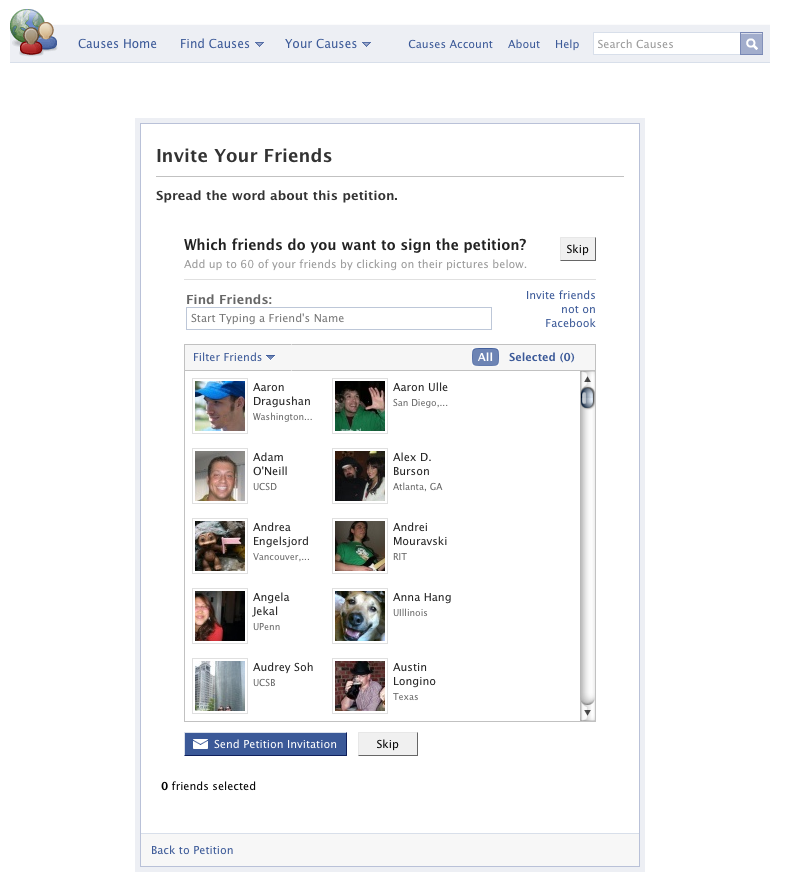 Causes Home Find Causes Your Causes Causes Account About Help Search Causes
Invite Your Friends
Spread the word about this petition.
Which friends do you want to sign the petition?
Skip
Add up to 60 of your friends by clicking on their pictures below.
Find Friends:
Start Typing a Friend's Name
Invite friends
not on
Facebook
Filter Friends All Selected (0)
Aaron
Dragushan
Washington...
Aaron Ulle
San Diego,...
Adam
O'Neill
UCSD
Alex D.
Burson
Atlanta, GA
Andrea
Engelsjord
Vancouver,...
Andrei
Mouravski
RIT
Angela
Jekal
UPenn
Anna Hang
UIllinois
Audrey Soh
UCSB
Austin
Longino
Texas
Send Petition Invitation Skip
0 friends selected
Back to Petition